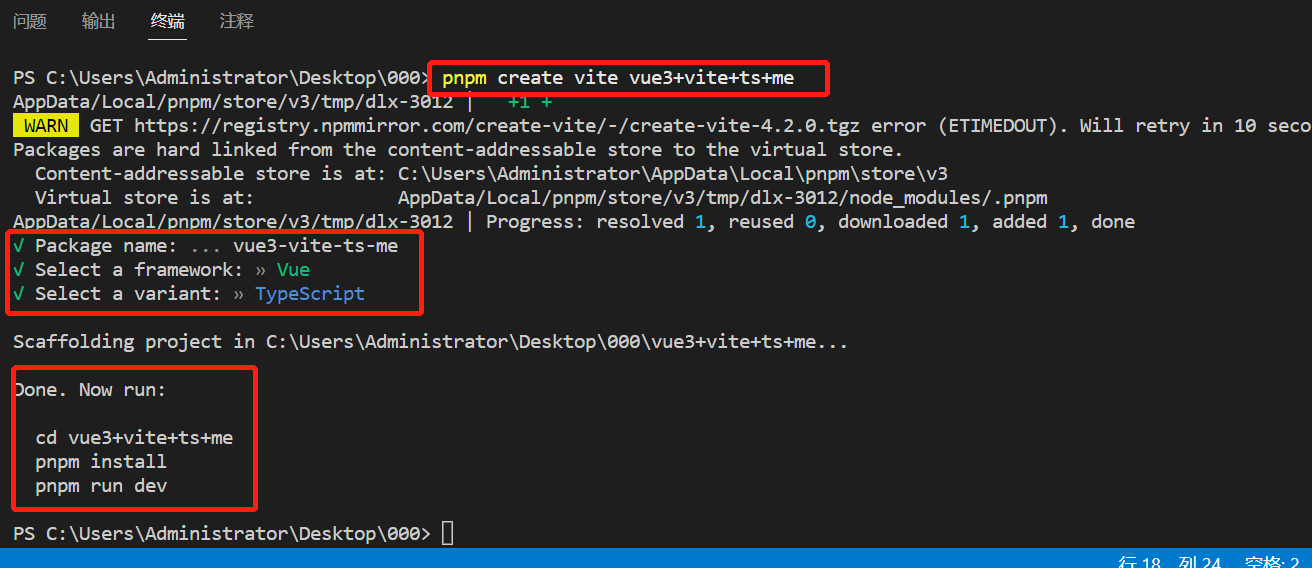 问题 输出 终端 注释
PS C:\Users\Administrator\Desktop\000> pnpm create vite vue3+vite+ts+me
AppData/Local/pnpm/store/v3/tmp/dlx-3012 | +1 +
WARN GET https://registry.npmmirror.com/create-vite/-/create-vite-4.2.0.tgz error (ETIMEDOUT). Will retry in 10 seco
Packages are hard linked from the content-addressable store to the virtual store.
Content-addressable store is at: C:\Users\Administrator\AppData\Local\pnpm\store\v3
Virtual store is at: AppData/Local/pnpm/store/v3/tmp/dlx-3012/node_modules/.pnpm
AppData/Local/pnpm/store/v3/tmp/dlx-3012 | Progress: resolved 1, reused 0, downloaded 1, added 1, done
√ Package name: ... vue3-vite-ts-me
√ Select a framework: » Vue
√ Select a variant: » TypeScript
Scaffolding project in C:\Users\Administrator\Desktop\000\vue3+vite+ts+me...
Done. Now run:
cd vue3+vite+ts+me
pnpm install
pnpm run dev
PS C:\Users\Administrator\Desktop\000>
行 18, 列 24 空格: 2